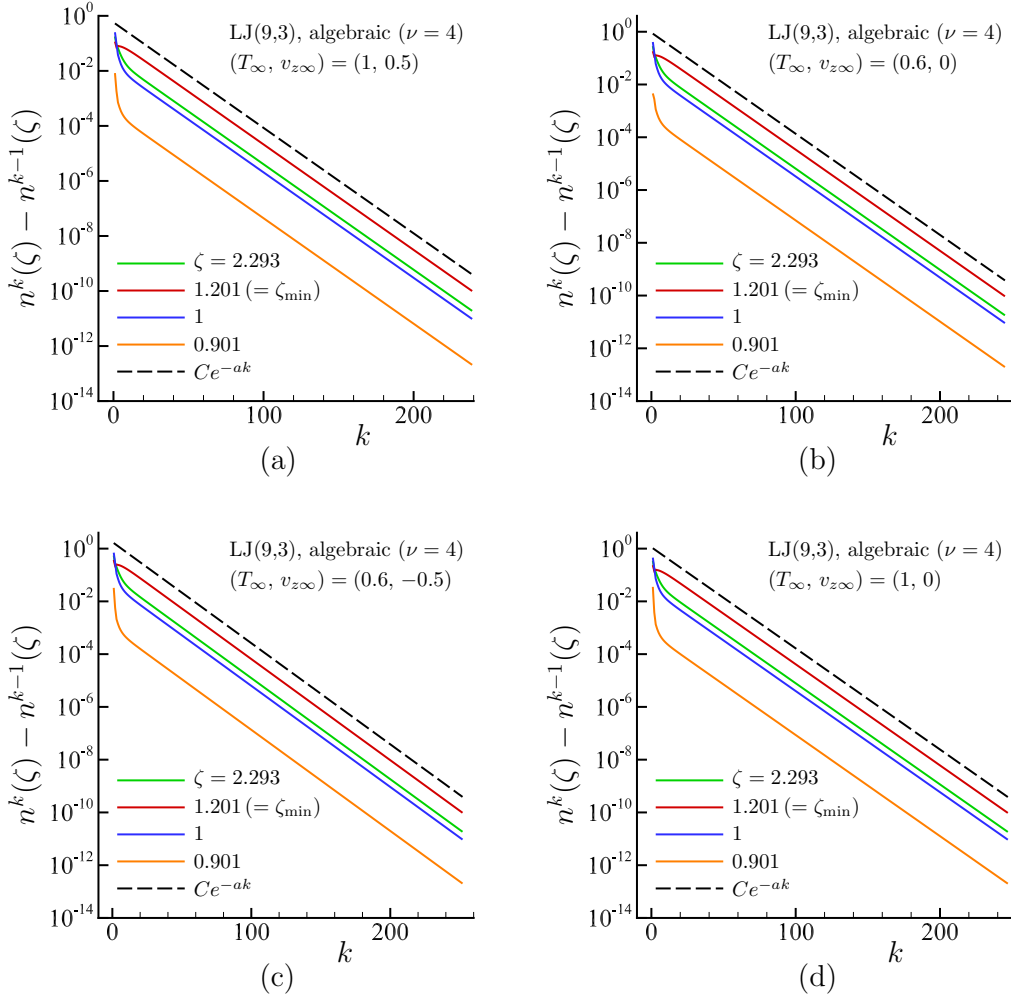 LJ(9,3), algebraic (ν = 4)
(T∞, vz∞) = (1, 0.5)
n^k(ζ) − n^{k−1}(ζ)
10^0
10^-2
10^-4
10^-6
10^-8
10^-10
10^-12
10^-14
ζ = 2.293
1.201 (= ζmin)
1
0.901
Ce^{−ak}
0
100
200
k
(a)
LJ(9,3), algebraic (ν = 4)
(T∞, vz∞) = (0.6, 0)
n^k(ζ) − n^{k−1}(ζ)
10^0
10^-2
10^-4
10^-6
10^-8
10^-10
10^-12
10^-14
ζ = 2.293
1.201 (= ζmin)
1
0.901
Ce^{−ak}
0
100
200
k
(b)
LJ(9,3), algebraic (ν = 4)
(T∞, vz∞) = (0.6, −0.5)
n^k(ζ) − n^{k−1}(ζ)
10^0
10^-2
10^-4
10^-6
10^-8
10^-10
10^-12
10^-14
ζ = 2.293
1.201 (= ζmin)
1
0.901
Ce^{−ak}
0
100
200
k
(c)
LJ(9,3), algebraic (ν = 4)
(T∞, vz∞) = (1, 0)
n^k(ζ) − n^{k−1}(ζ)
10^0
10^-2
10^-4
10^-6
10^-8
10^-10
10^-12
10^-14
ζ = 2.293
1.201 (= ζmin)
1
0.901
Ce^{−ak}
0
100
200
k
(d)